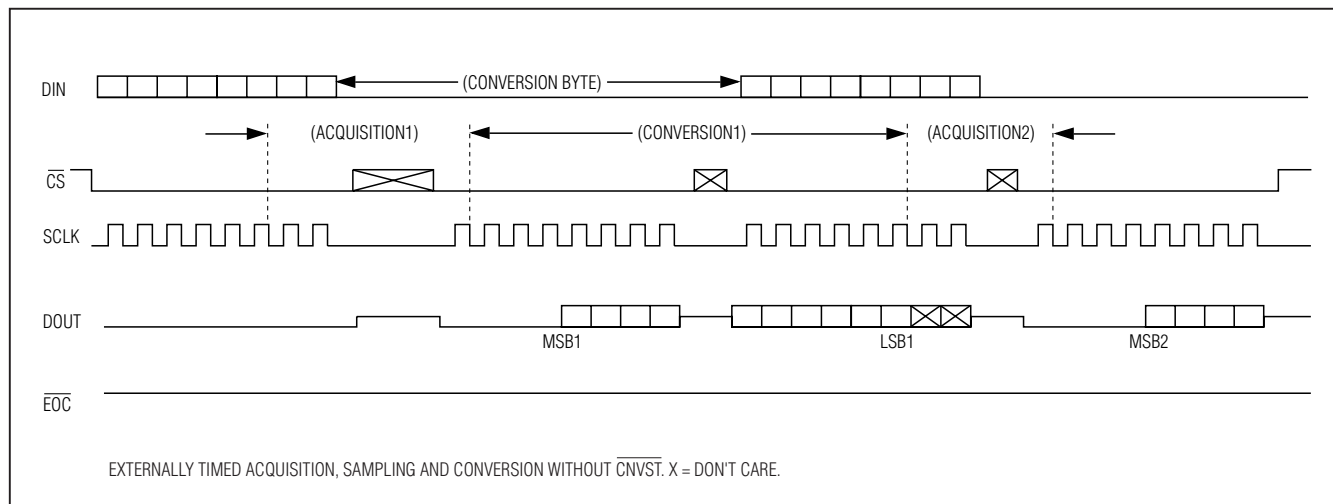 DIN
(CONVERSION BYTE)
(ACQUISITION1) (CONVERSION1) (ACQUISITION2)
CS
SCLK
DOUT
MSB1 LSB1 MSB2
EOC
EXTERNALLY TIMED ACQUISITION, SAMPLING AND CONVERSION WITHOUT CNVST. X = DON'T CARE.